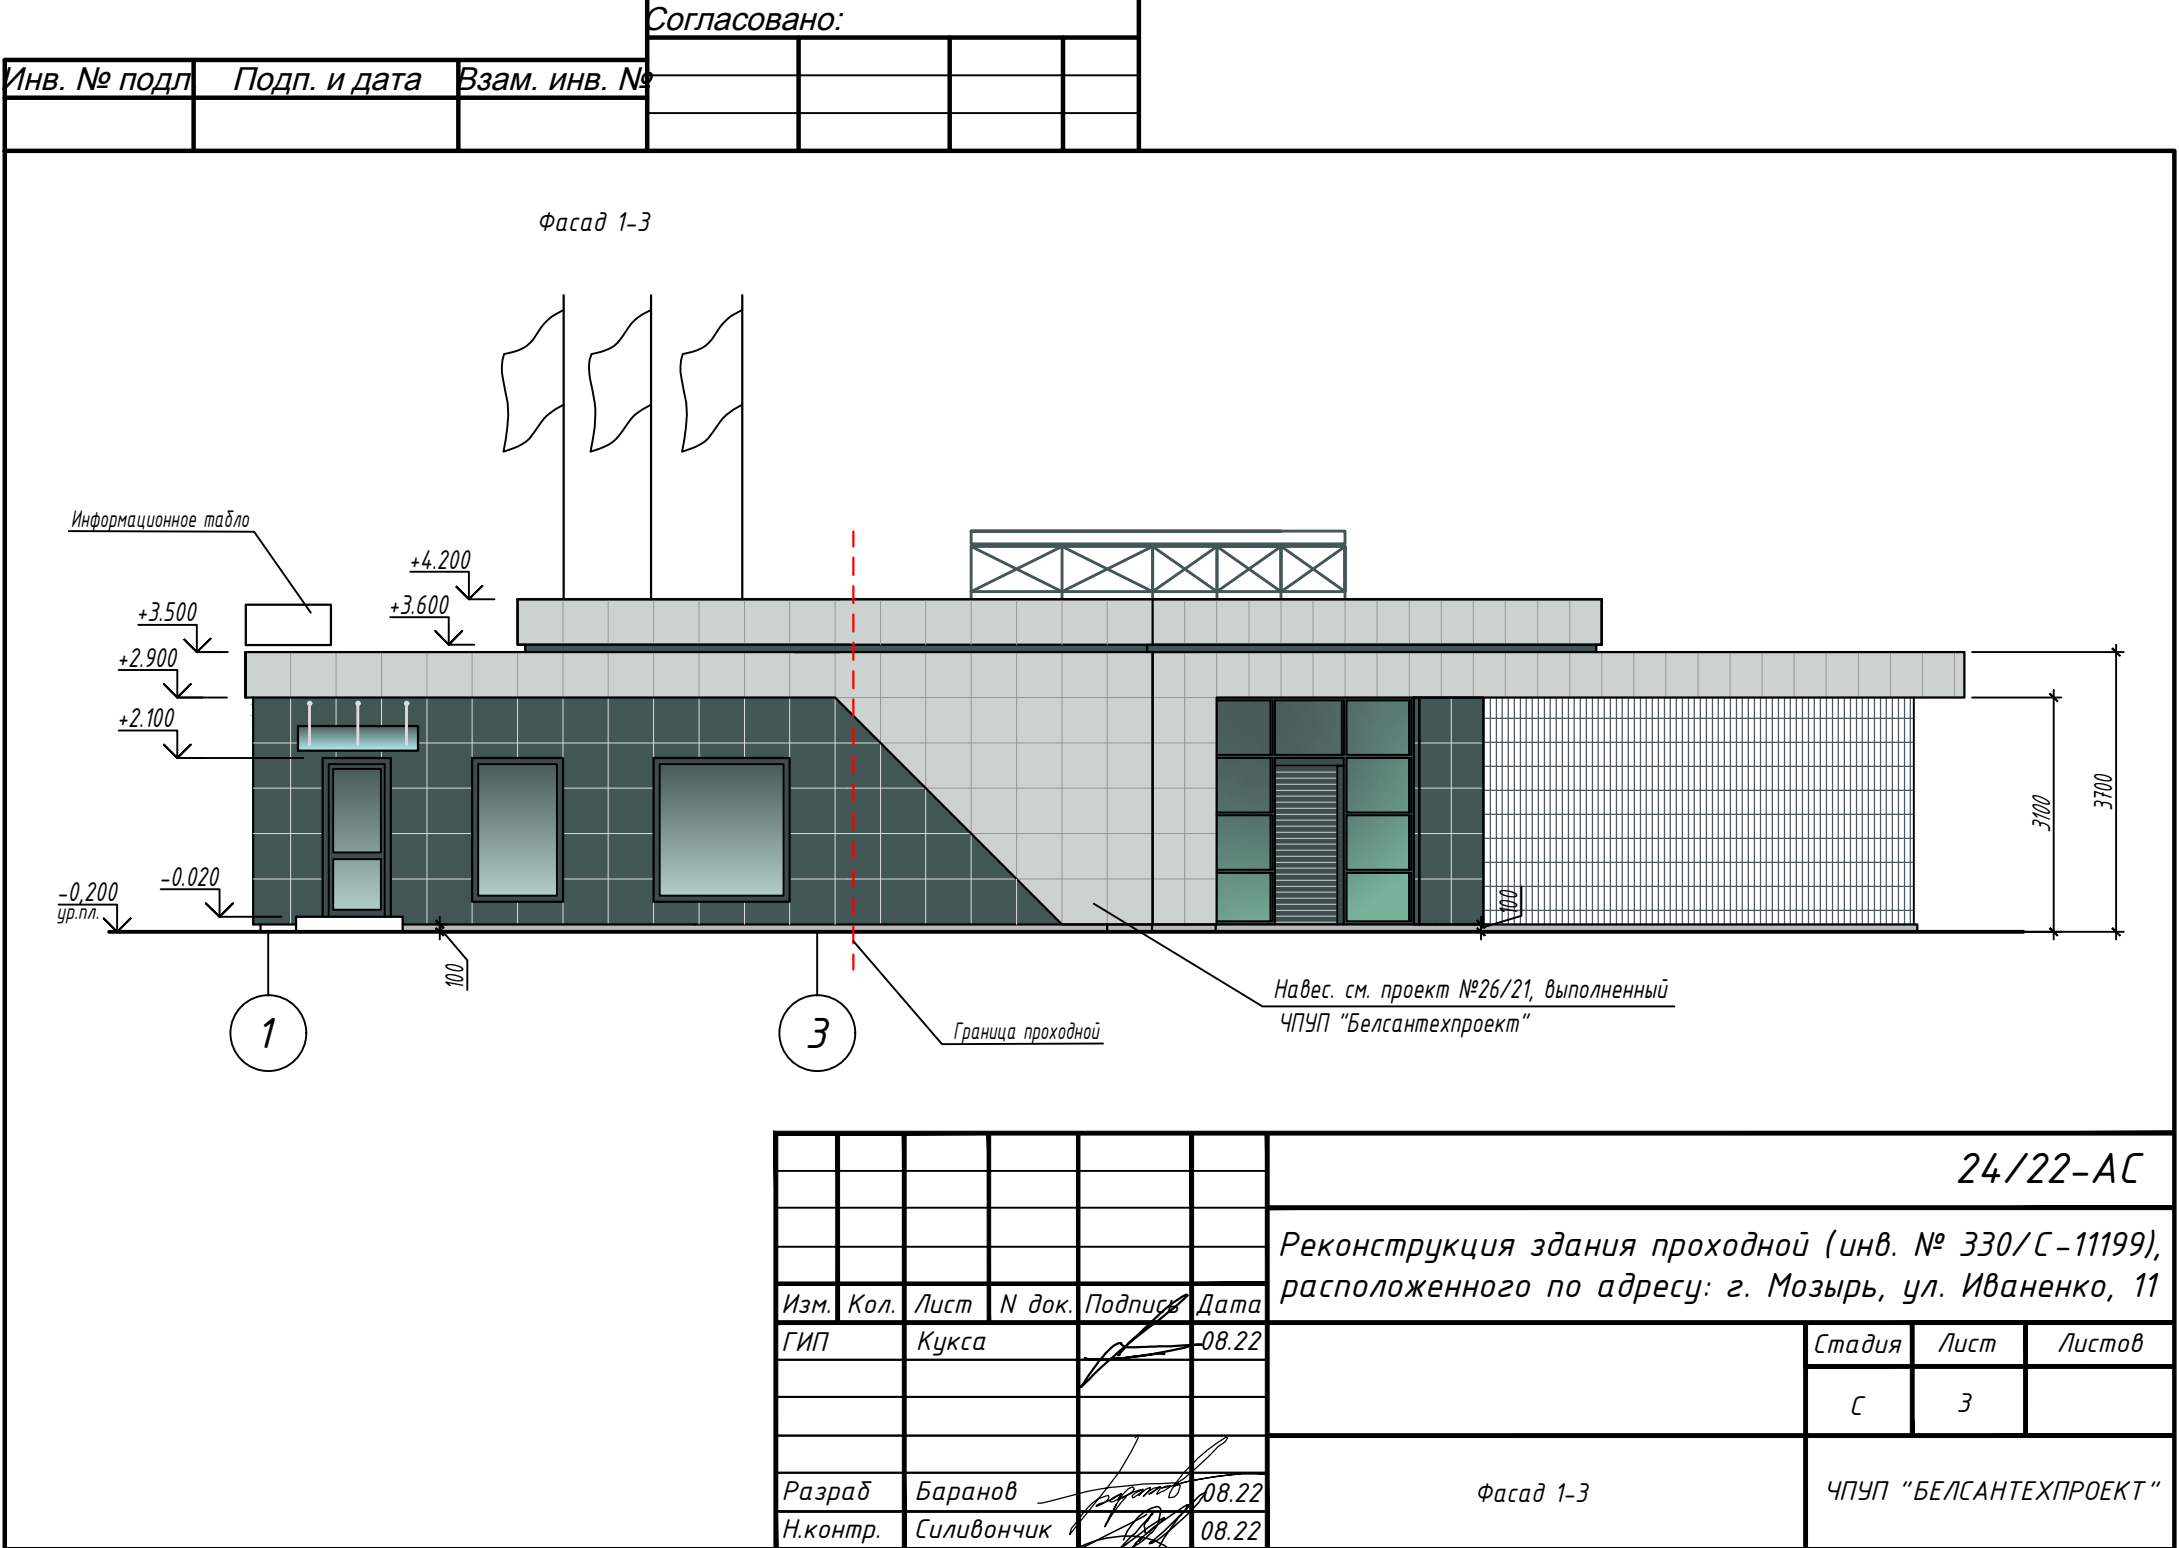 Согласовано:
Инв. № подл
Подп. и дата
Взам. инв. №
Фасад 1-3
Информационное табло
+4.200
+3.600
+3.500
+2.900
+2.100
-0.020
-0,200
ур.пл.
100
100
3100
3700
1
3
Граница проходной
Навес. см. проект №26/21, выполненный
ЧПУП "Белсантехпроект"
24/22-АС
Реконструкция здания проходной (инв. № 330/С-11199),
расположенного по адресу: г. Мозырь, ул. Иваненко, 11
Изм. Кол. Лист N док. Подпись Дата
ГИП Кукса 08.22
Стадия Лист Листов
С 3
Разраб Баранов 08.22
Н.контр. Силивончик 08.22
Фасад 1-3
ЧПУП "БЕЛСАНТЕХПРОЕКТ"